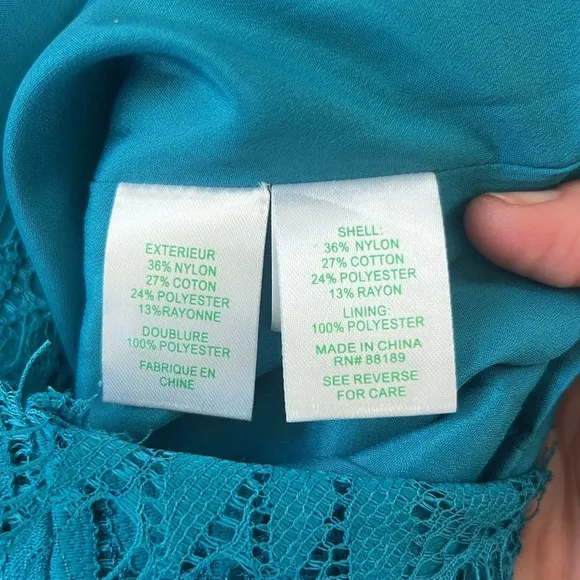 EXTERIEUR
36% NYLON
27% COTON
24% POLYESTER
13%RAYONNE
DOUBLURE
100% POLYESTER
FABRIQUE EN
CHINE
SHELL:
36% NYLON
27% COTTON
24% POLYESTER
13% RAYON
LINING:
100% POLYESTER
MADE IN CHINA
RN# 88189
SEE REVERSE
FOR CARE